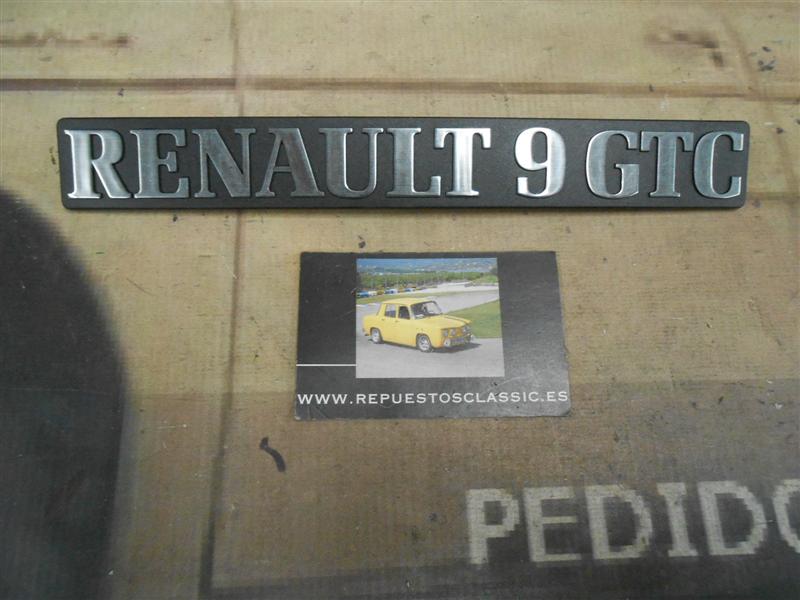 RENAULT 9 GTC
WWW.REPUESTOSCLASSIC.ES
PEDIDO